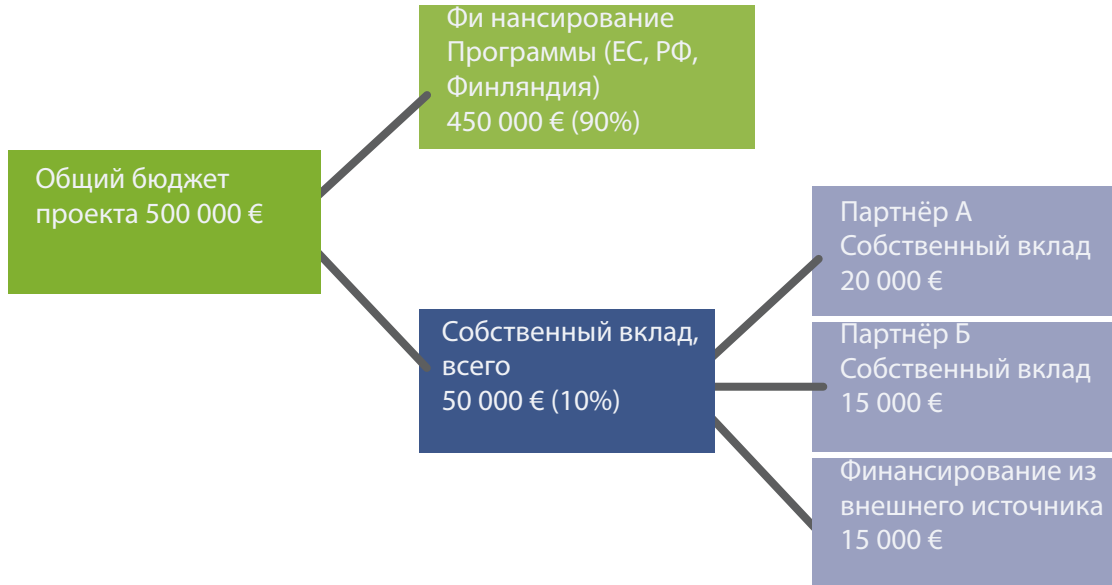 Фи нансирование
Программы (ЕС, РФ,
Финляндия)
450 000 € (90%)
Общий бюджет
проекта 500 000 €
Собственный вклад,
всего
50 000 € (10%)
Партнёр А
Собственный вклад
20 000 €
Партнёр Б
Собственный вклад
15 000 €
Финансирование из
внешнего источника
15 000 €